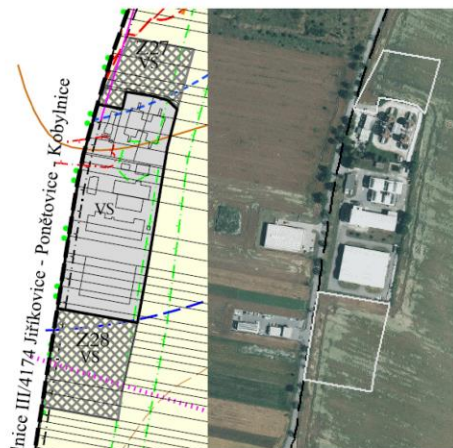 Z27
VS
VS
Z28
VS
nice III/4174 Jiříkovice - Ponětovice - Kobylnice